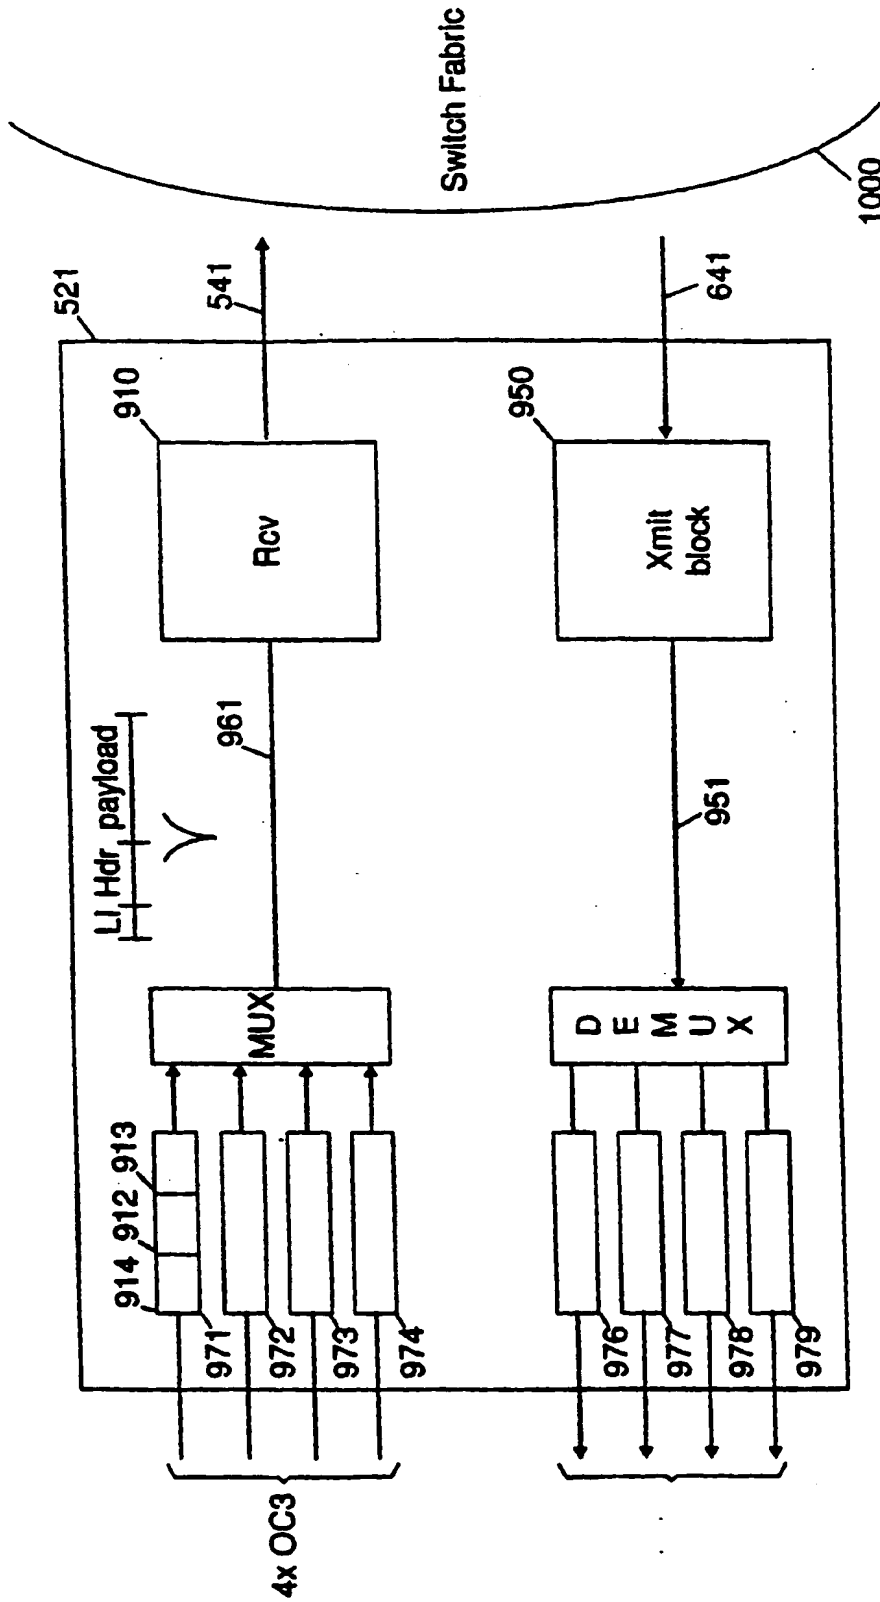 4x OC3
914 912 913
971
972
973
974
MUX
LI Hdr payload
961
Rcv
910
521
541
Switch Fabric
1000
976
977
978
979
D
E
M
U
X
951
Xmit
block
950
641